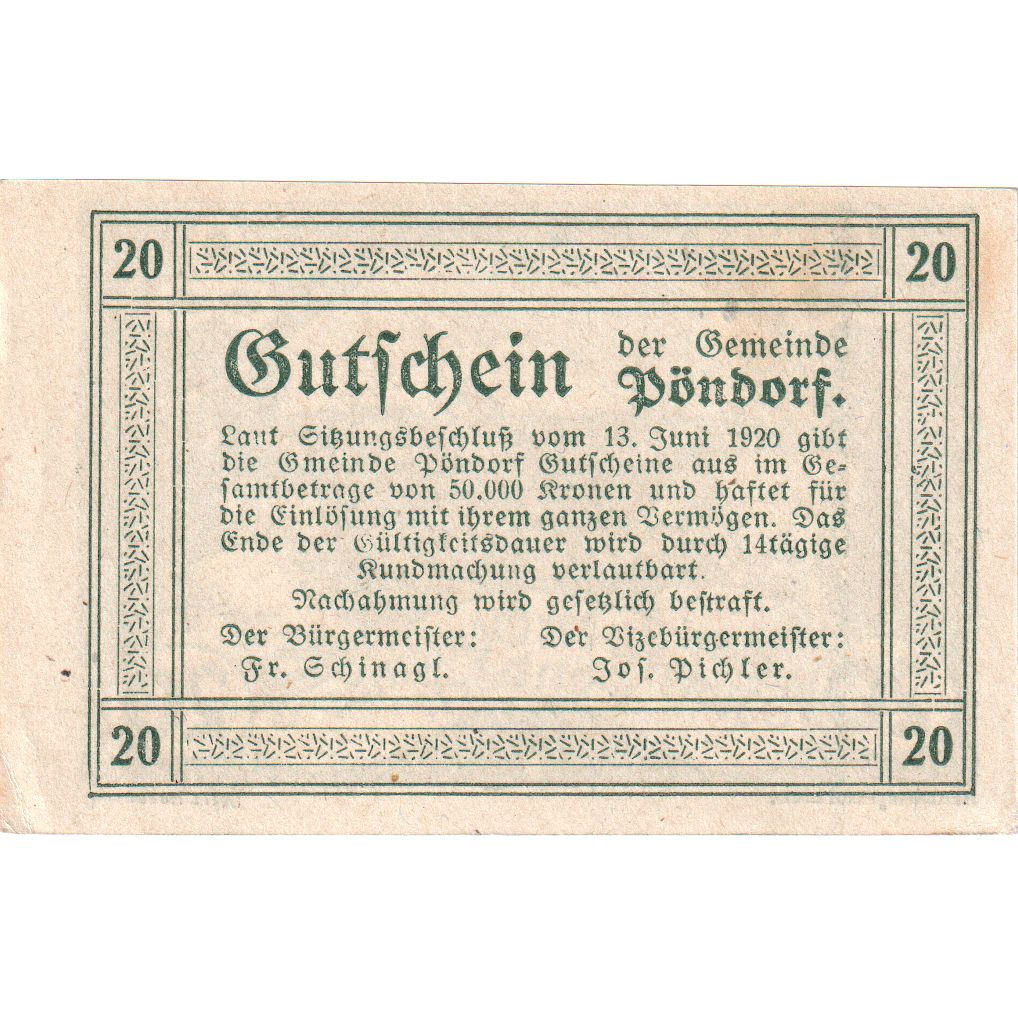 20 20
Gutschein der Gemeinde
Pöndorf.
Laut Sitzungsbeschluß vom 13. Juni 1920 gibt
die Gmeinde Pöndorf Gutscheine aus im Ge-
samtbetrage von 50.000 Kronen und haftet für
die Einlösung mit ihrem ganzen Vermögen. Das
Ende der Gültigkeitsdauer wird durch 14tägige
Kundmachung verlautbart.
Nachahmung wird gesetzlich bestraft.
Der Bürgermeister: Der Vizebürgermeister:
Fr. Schinagl. Jos. Pichler.
20 20